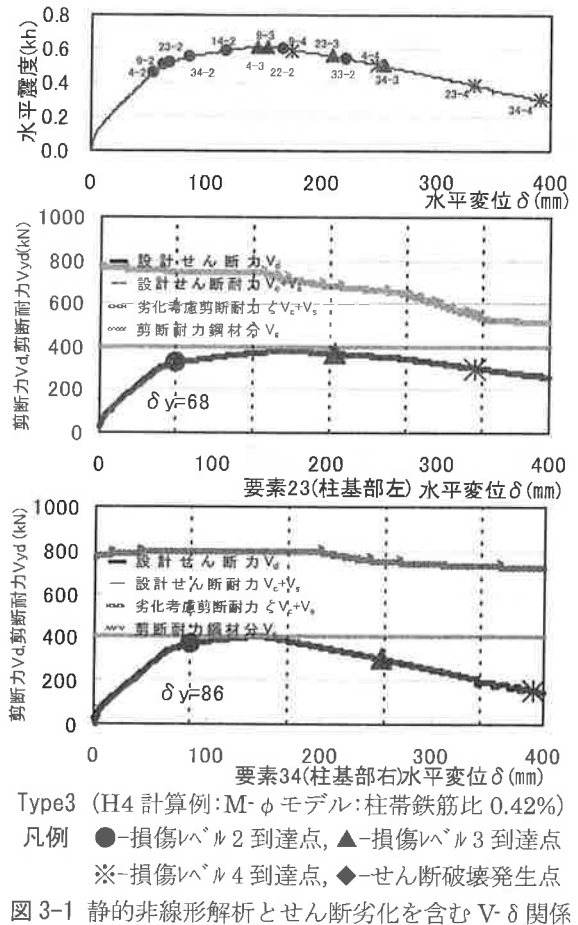 水平震度(kh)
0.8
0.6
0.4
0.2
0.0
4-2
9-2
23-2
34-2
14-2
9-3
4-3
22-2
9-4
23-3
33-2
4-4
34-3
23-4
34-4
0 100 200 300 400
水平変位δ(mm)
剪断力Vd,剪断耐力Vyd(kN)
1000
800
600
400
200
0
設計せん断力Vd
設計せん断耐力Vc+Vs
劣化考慮剪断耐力ζVc+Vs
剪断耐力鋼材分Vs
δy=68
0 100 200 300 400
要素23(柱基部左) 水平変位δ(mm)
剪断力Vd,剪断耐力Vyd(kN)
1000
800
600
400
200
0
設計せん断力Vd
設計せん断耐力Vc+Vs
劣化考慮剪断耐力ζVc+Vs
剪断耐力鋼材分Vs
δy=86
0 100 200 300 400
要素34(柱基部右)水平変位δ(mm)
Type3 (H4計算例:M-φモデル:柱帯鉄筋比0.42%)
凡例 ●-損傷レベル2到達点, ▲-損傷レベル3到達点
※-損傷レベル4到達点, ◆-せん断破壊発生点
図3-1 静的非線形解析とせん断劣化を含むV-δ関係